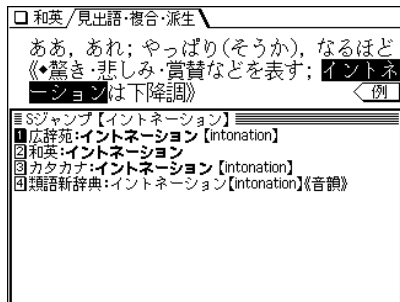 □ 和英/見出語・複合・派生
ああ, あれ; やっぱり(そうか), なるほど
《◆驚き・悲しみ・賞賛などを表す; イントネ
ーションは下降調》 例
≡ Sジャンプ【イントネーション】
1 広辞苑:イントネーション【intonation】
2 和英:イントネーション
3 カタカナ:イントネーション【intonation】
4 類語新辞典:イントネーション【intonation】《音韻》